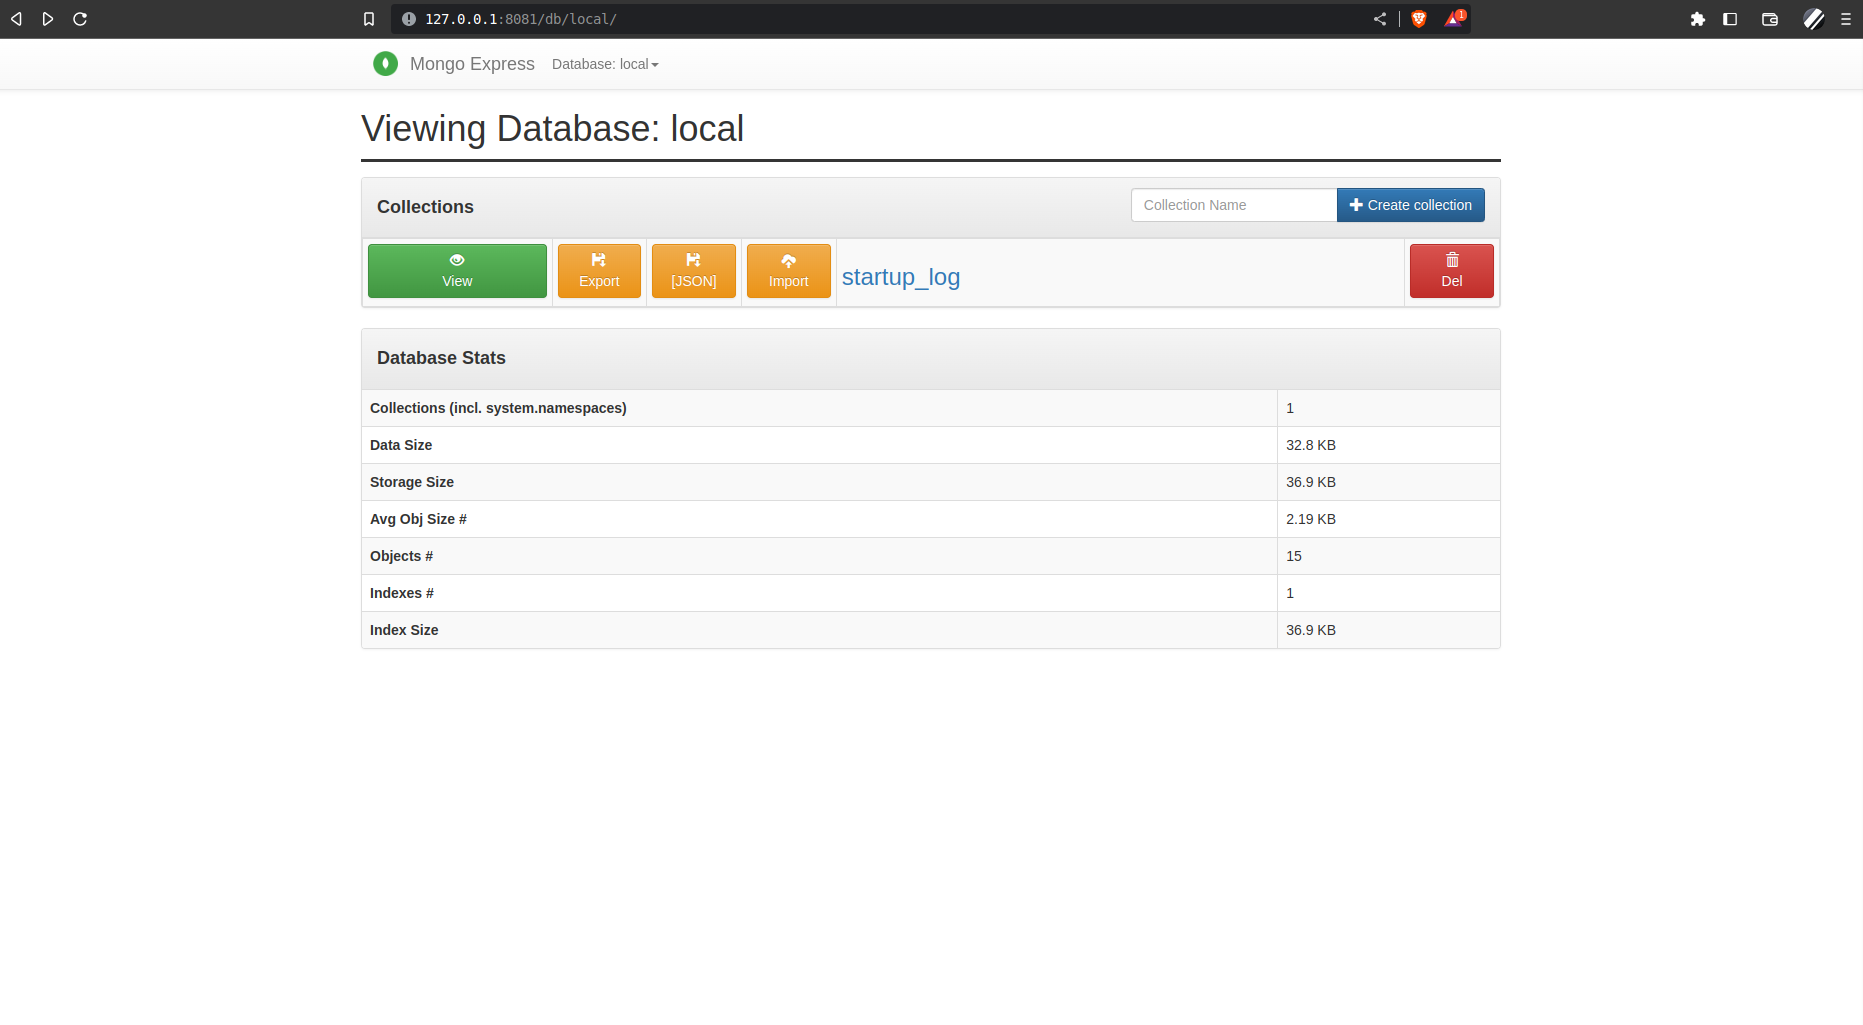 127.0.0.1:8081/db/local/
1
Mongo Express Database: local
Viewing Database: local
Collections
Collection Name
Create collection
View
Export
[JSON]
Import
startup_log
Del
Database Stats
Collections (incl. system.namespaces) 1
Data Size 32.8 KB
Storage Size 36.9 KB
Avg Obj Size # 2.19 KB
Objects # 15
Indexes # 1
Index Size 36.9 KB